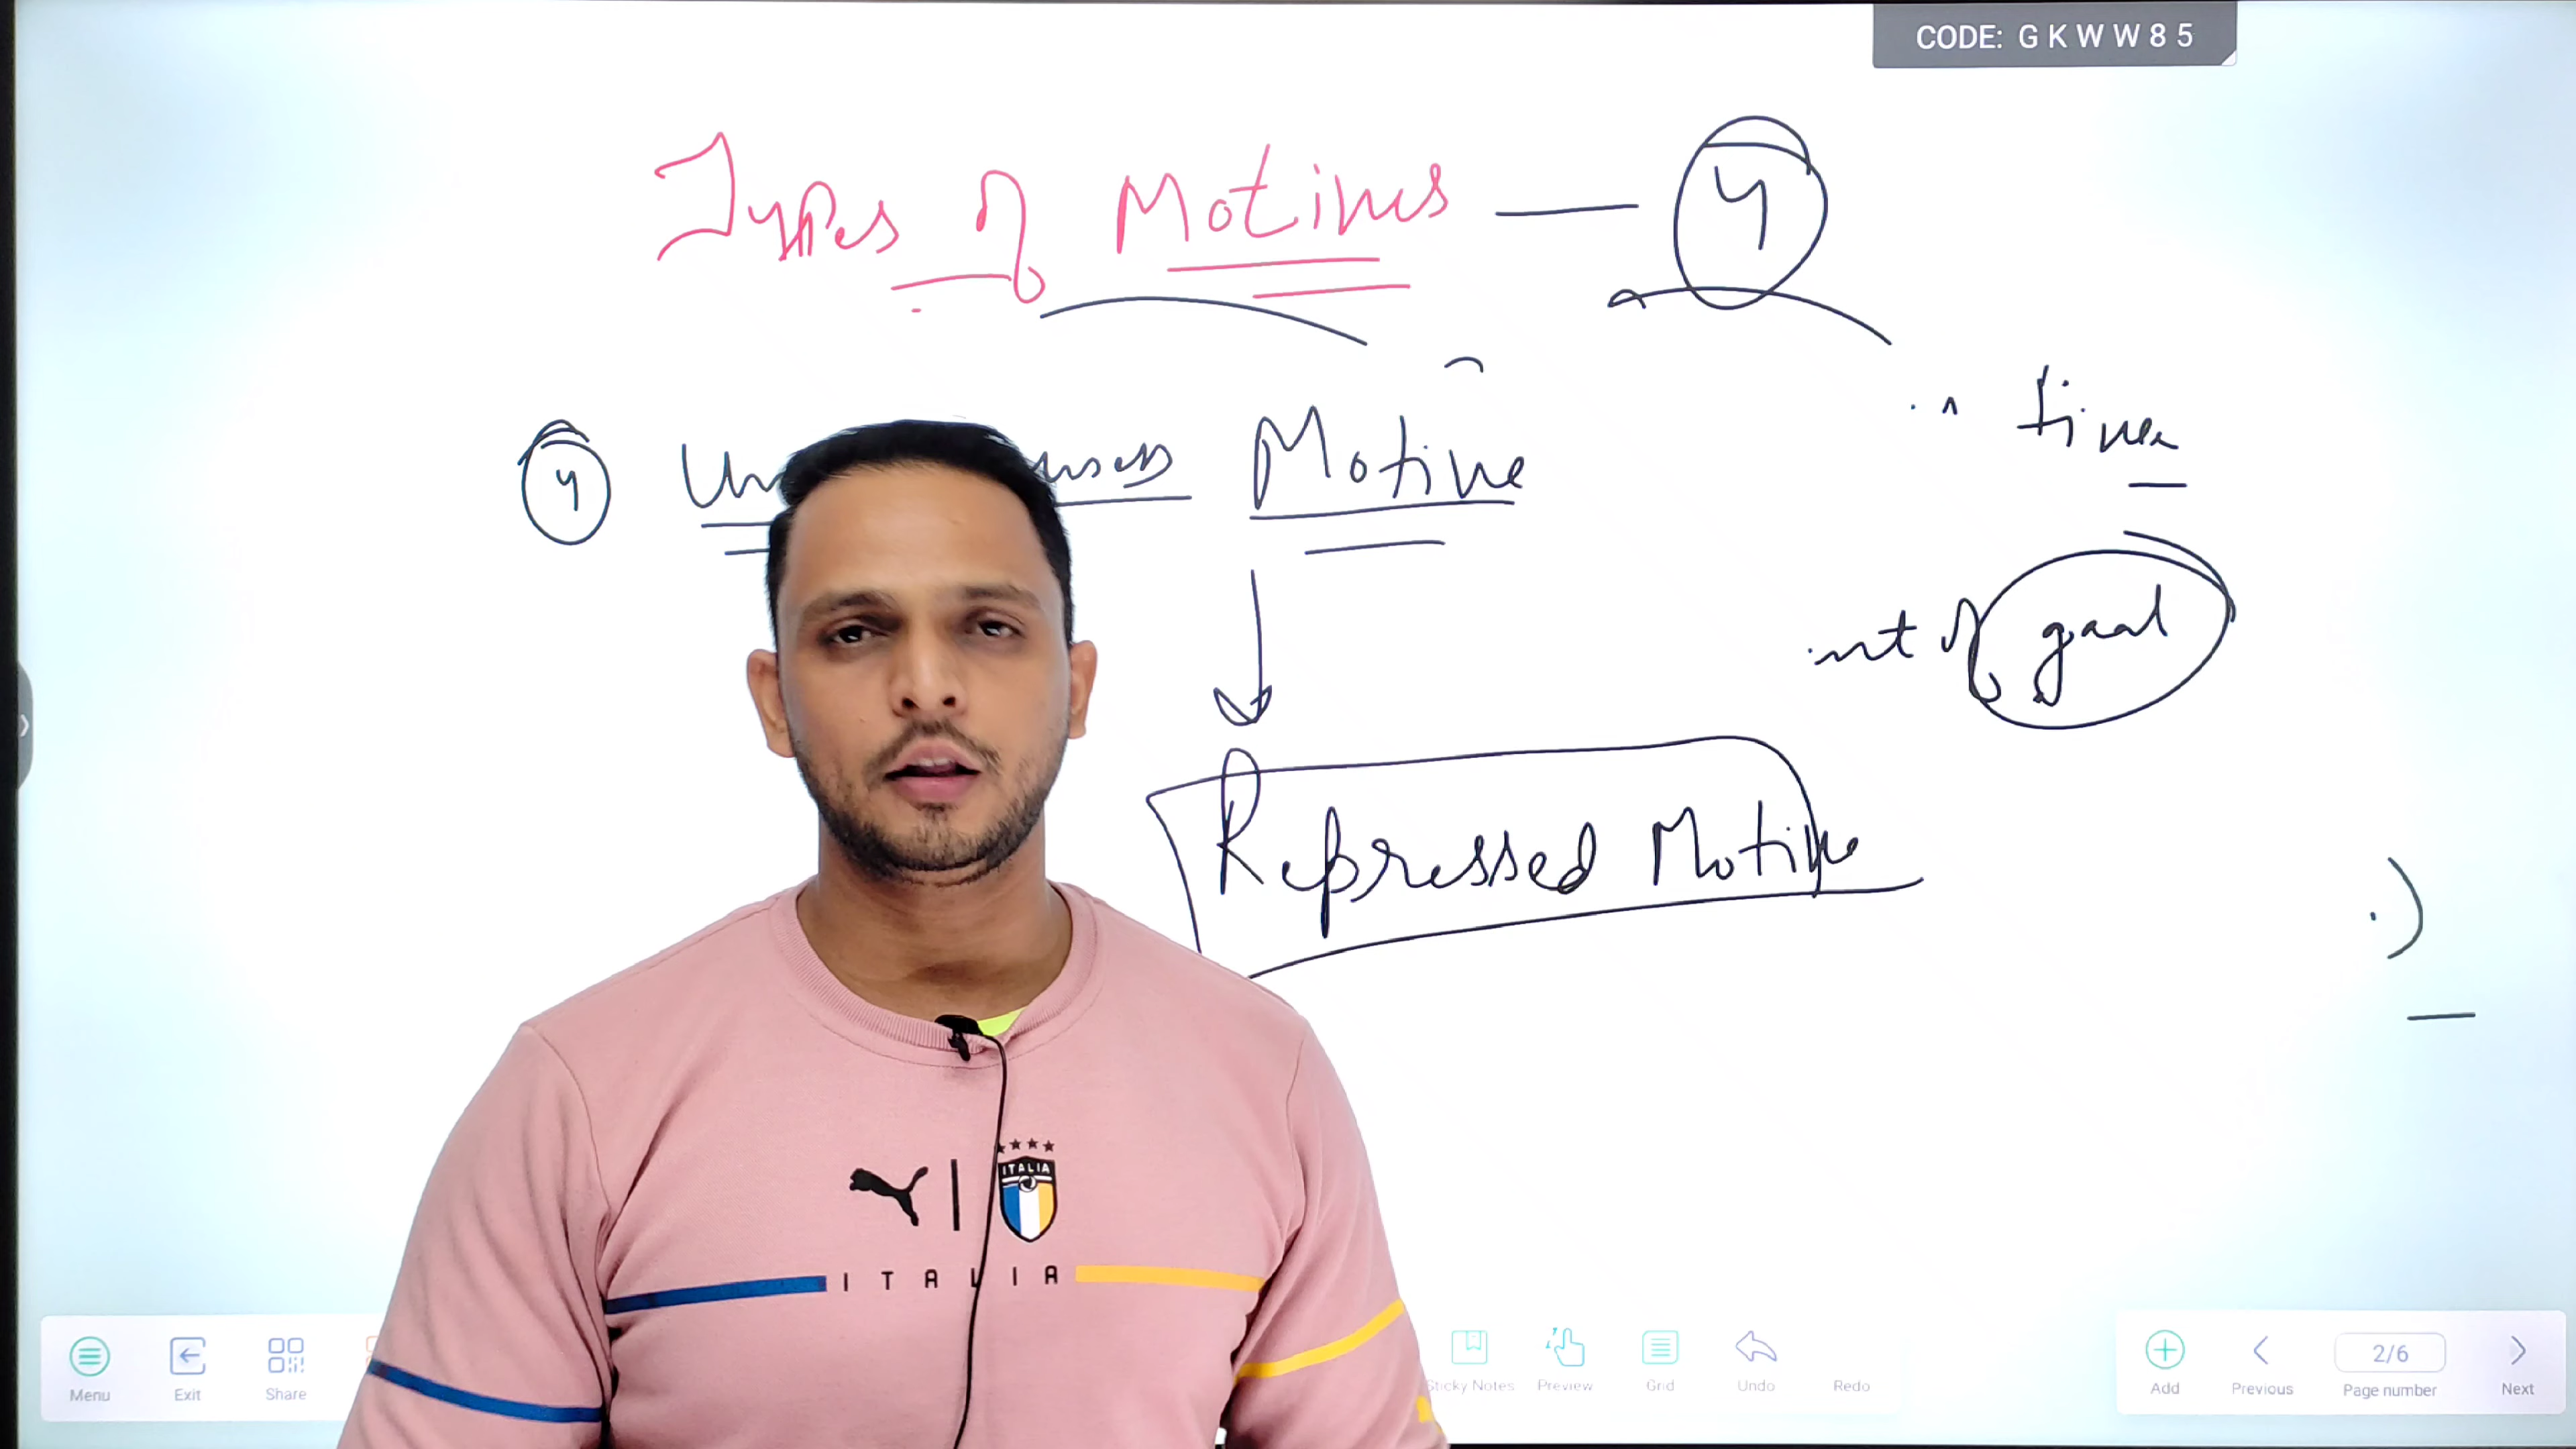 CODE: G K W W 8 5
Types of Motives — 4
4 Motive
goal
Repressed Motive
ITALIA
ITALIA
Menu Exit Share Sticky Notes Preview Grid Undo Redo Add Previous 2/6 Page number Next